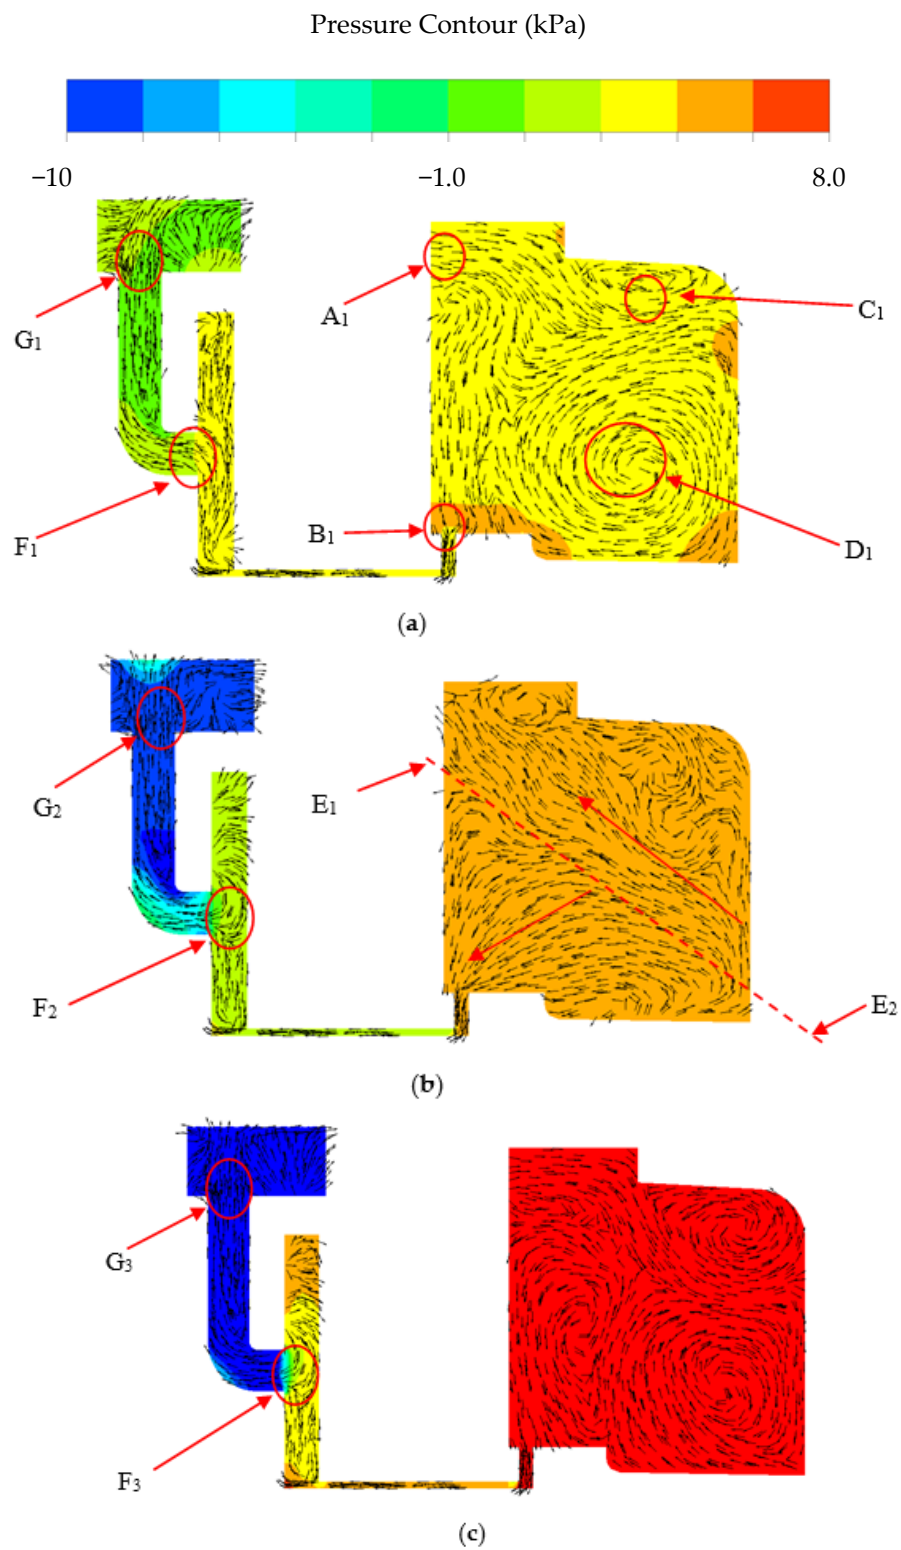 Pressure Contour (kPa)
−10 −1.0 8.0
G1 A1 C1
F1 B1 D1
(a)
G2 E1
F2 E2
(b)
G3
F3
(c)